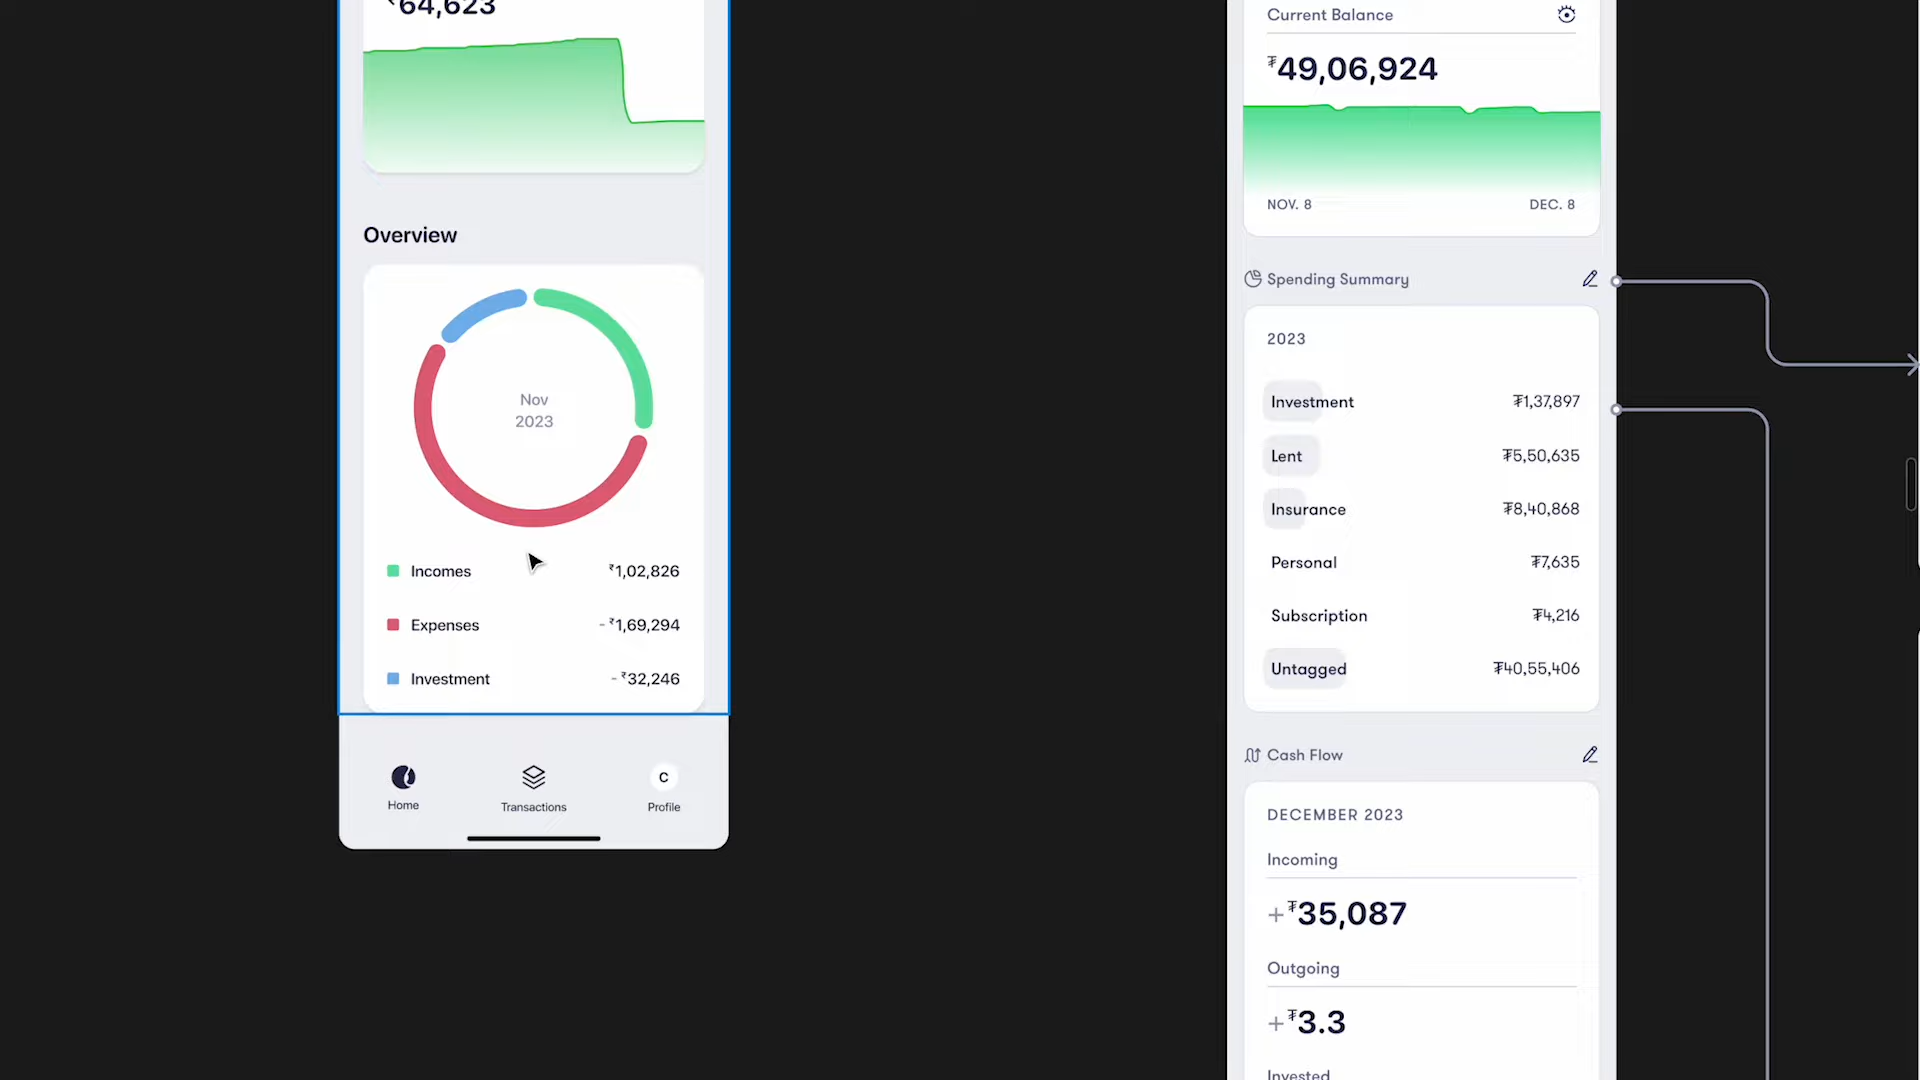 ₹64,623
Overview
Nov
2023
Incomes ₹1,02,826
Expenses -₹1,69,294
Investment -₹32,246
Home
Transactions
C
Profile
Current Balance
₮49,06,924
NOV. 8 DEC. 8
Spending Summary
2023
Investment ₮1,37,897
Lent ₮5,50,635
Insurance ₮8,40,868
Personal ₮7,635
Subscription ₮4,216
Untagged ₮40,55,406
Cash Flow
DECEMBER 2023
Incoming
+₮35,087
Outgoing
+₮3.3
Invested